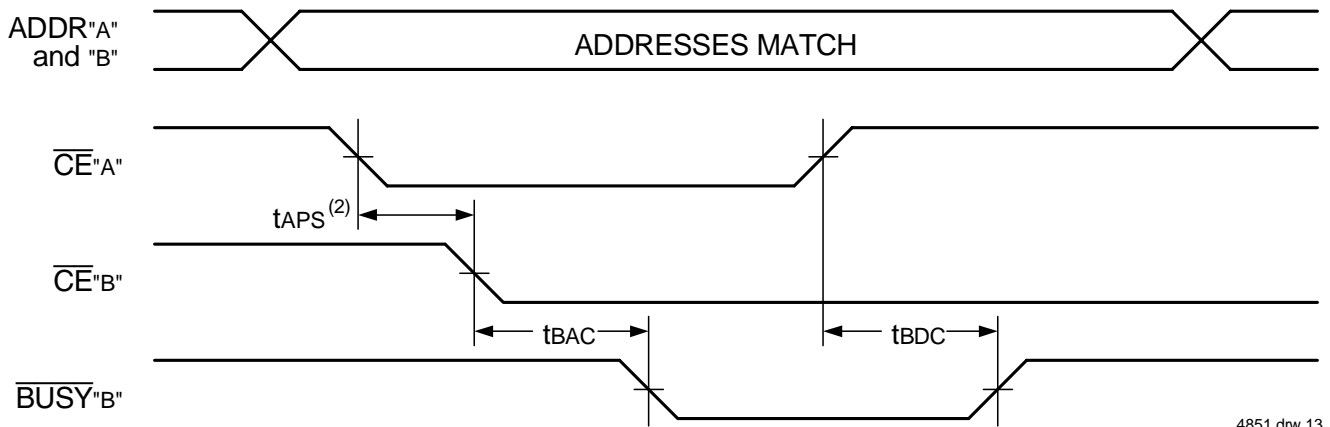 ADDR"A"
and "B"
ADDRESSES MATCH
CE"A"
tAPS(2)
CE"B"
tBAC
tBDC
BUSY"B"
4851 drw 13